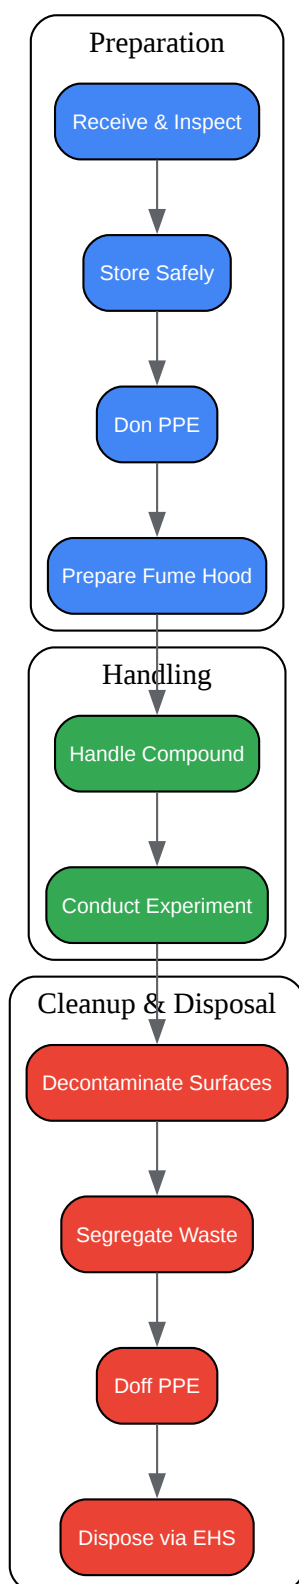 Preparation
Receive & Inspect
Store Safely
Don PPE
Prepare Fume Hood
Handling
Handle Compound
Conduct Experiment
Cleanup & Disposal
Decontaminate Surfaces
Segregate Waste
Doff PPE
Dispose via EHS